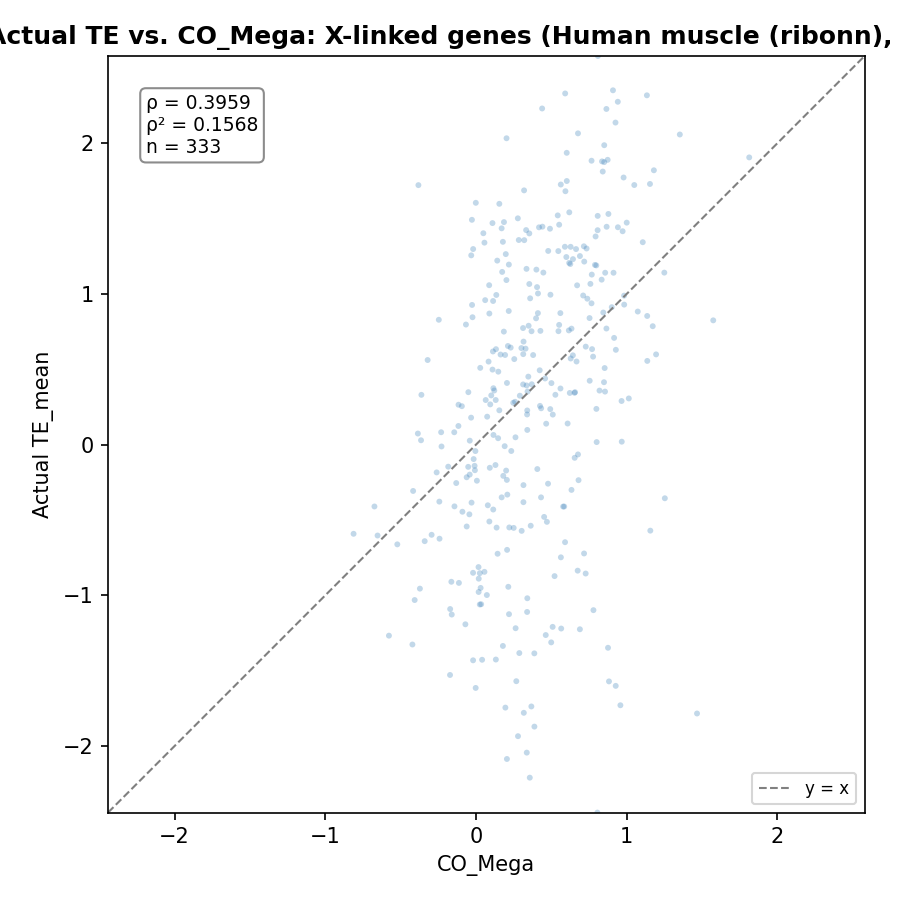 Actual TE vs. CO_Mega: X-linked genes (Human muscle (ribonn),
ρ = 0.3959
ρ² = 0.1568
n = 333
2
1
0
−1
−2
Actual TE_mean
y = x
−2
−1
0
1
2
CO_Mega